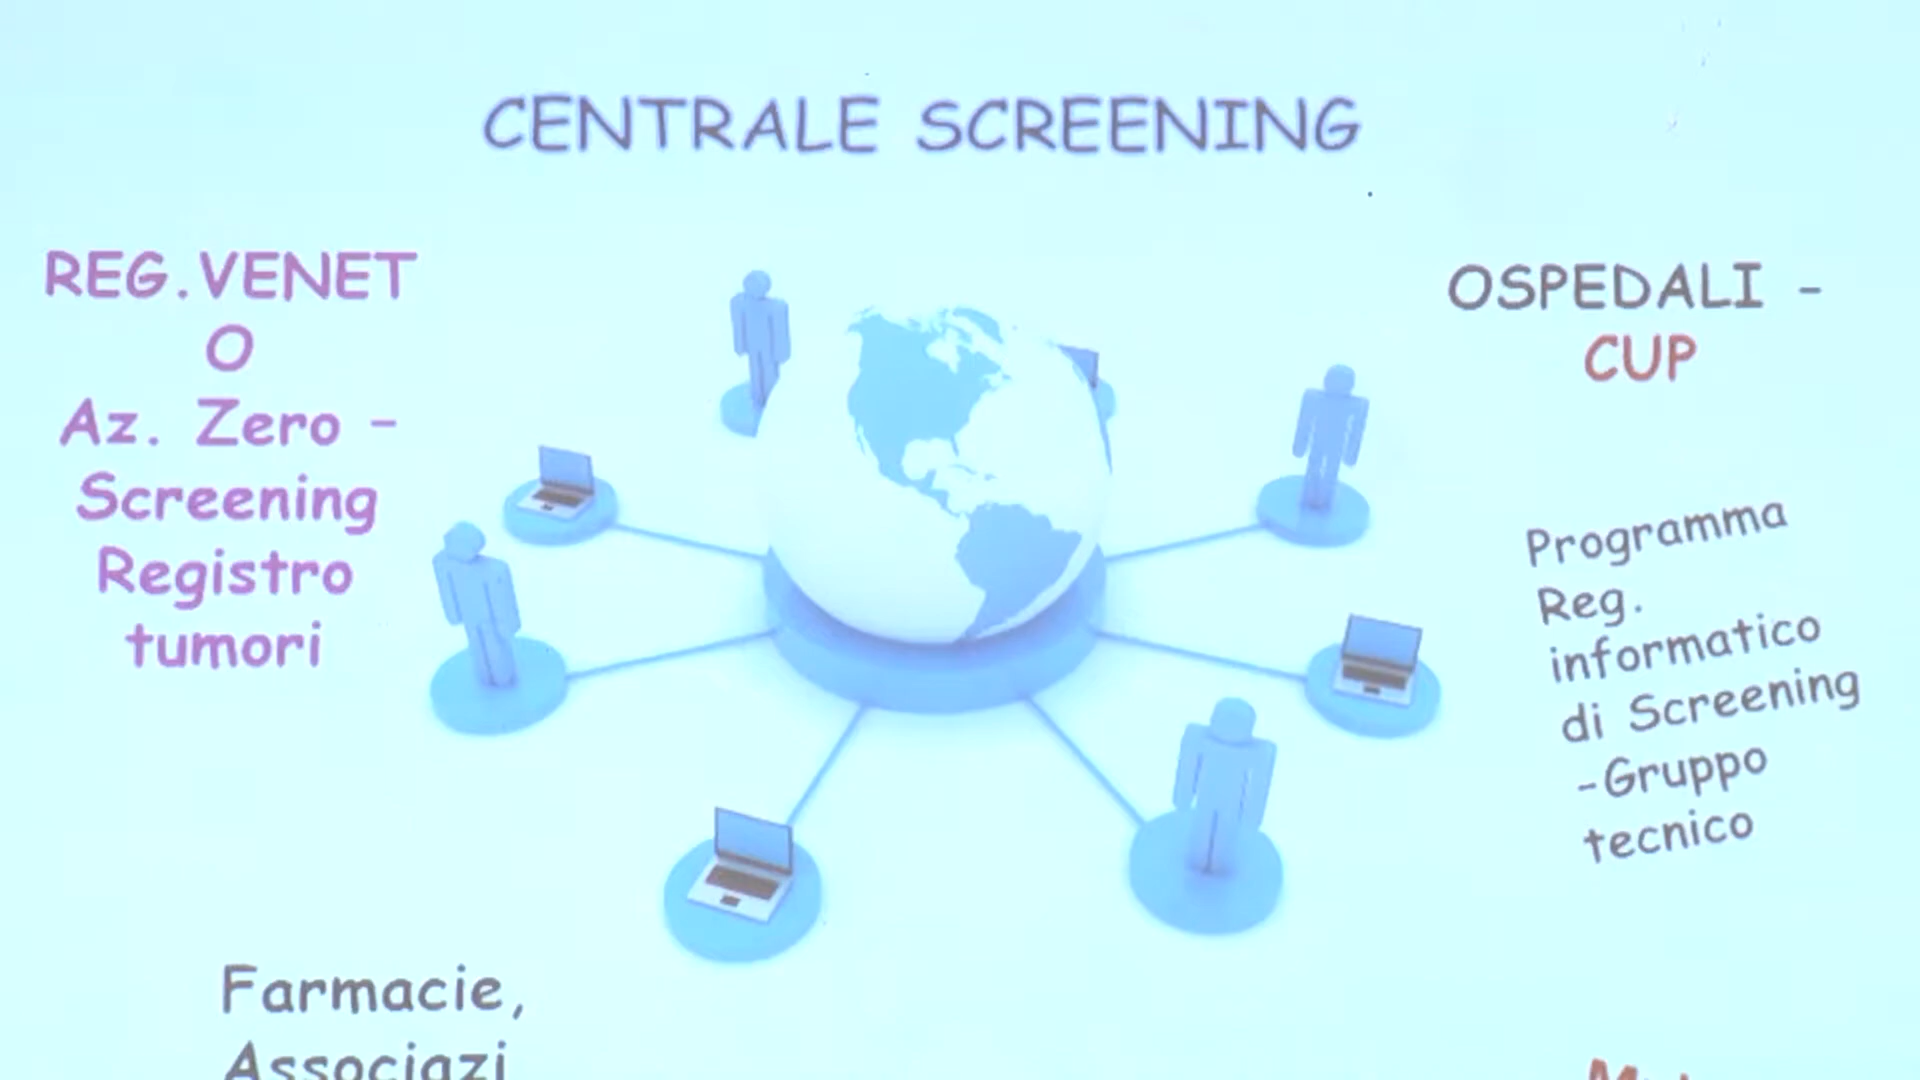 CENTRALE SCREENING
REG.VENET
O
Az. Zero -
Screening
Registro
tumori
OSPEDALI -
CUP
Programma
Reg.
informatico
di Screening
-Gruppo
tecnico
Farmacie,
Associazi